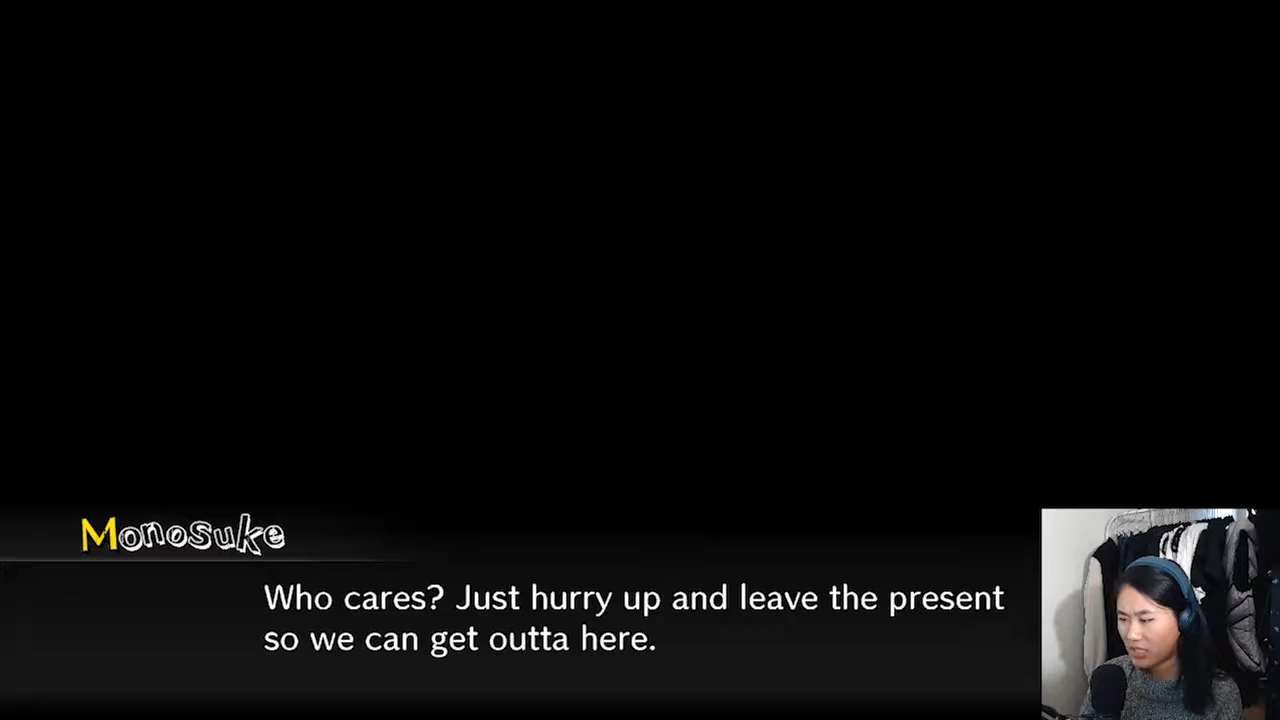 Monosuke
Who cares? Just hurry up and leave the present
so we can get outta here.